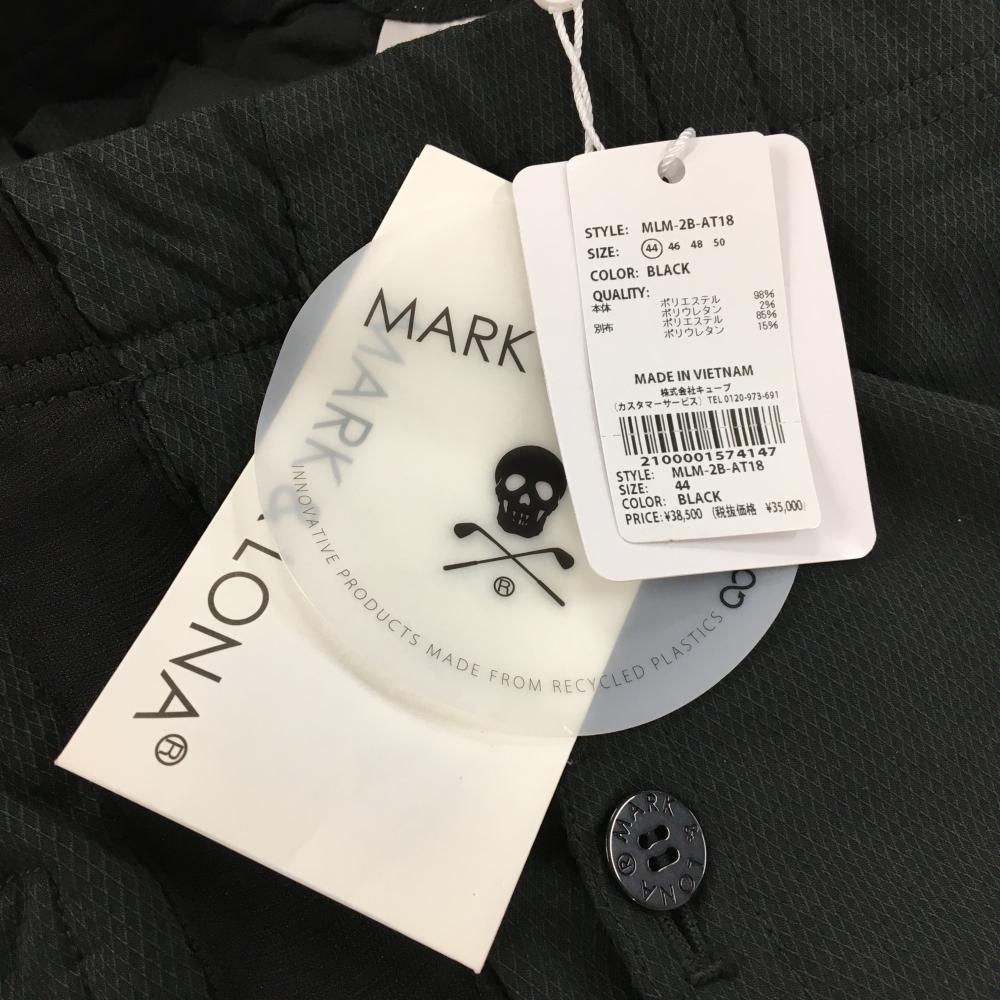 STYLE: MLM-2B-AT18
SIZE: 44 46 48 50
COLOR: BLACK
QUALITY:
本体 ポリエステル 98%
ポリウレタン 2%
別布 ポリエステル 85%
ポリウレタン 15%
MADE IN VIETNAM
株式会社キューブ
(カスタマーサービス) TEL 0120-973-691
2100001574147
STYLE: MLM-2B-AT18
SIZE: 44
COLOR: BLACK
PRICE: ¥38,500 (税抜価格 ¥35,000)
MARK
®
INNOVATIVE PRODUCTS MADE FROM RECYCLED PLASTICS
MARK &
LONA®
MARK & LONA ®